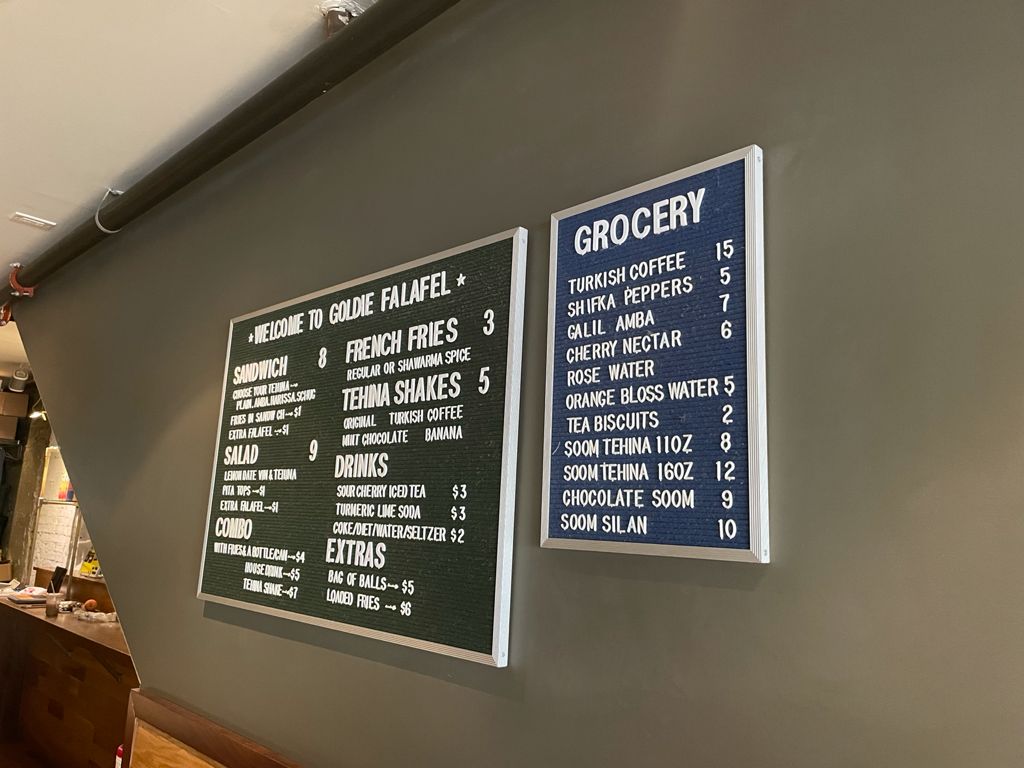 *WELCOME TO GOLDIE FALAFEL*
SANDWICH 8
CHOOSE YOUR TEHINA→
PLAIN.AMBA.HARISSA.SCHUG
FRIES IN SANDW CH→$1
EXTRA FALAFEL→$1
SALAD 9
LEMON DATE VIN & TEHINA
PITA TOPS→$1
EXTRA FALAFEL→$1
COMBO
WITH FRIES & A BOTTLE/CAN→$4
HOUSE DRINK→$5
TEHINA SHAKE→$7
FRENCH FRIES 3
REGULAR OR SHAWARMA SPICE
TEHINA SHAKES 5
ORIGINAL TURKISH COFFEE
MINT CHOCOLATE BANANA
DRINKS
SOUR CHERRY ICED TEA $3
TURMERIC LIME SODA $3
COKE/DIET/WATER/SELTZER $2
EXTRAS
BAG OF BALLS→$5
LOADED FRIES→$6
GROCERY
TURKISH COFFEE 15
SHIFKA PEPPERS 5
GALIL AMBA 7
CHERRY NECTAR 6
ROSE WATER
ORANGE BLOSS WATER 5
TEA BISCUITS 2
SOOM TEHINA 11OZ 8
SOOM TEHINA 16OZ 12
CHOCOLATE SOOM 9
SOOM SILAN 10